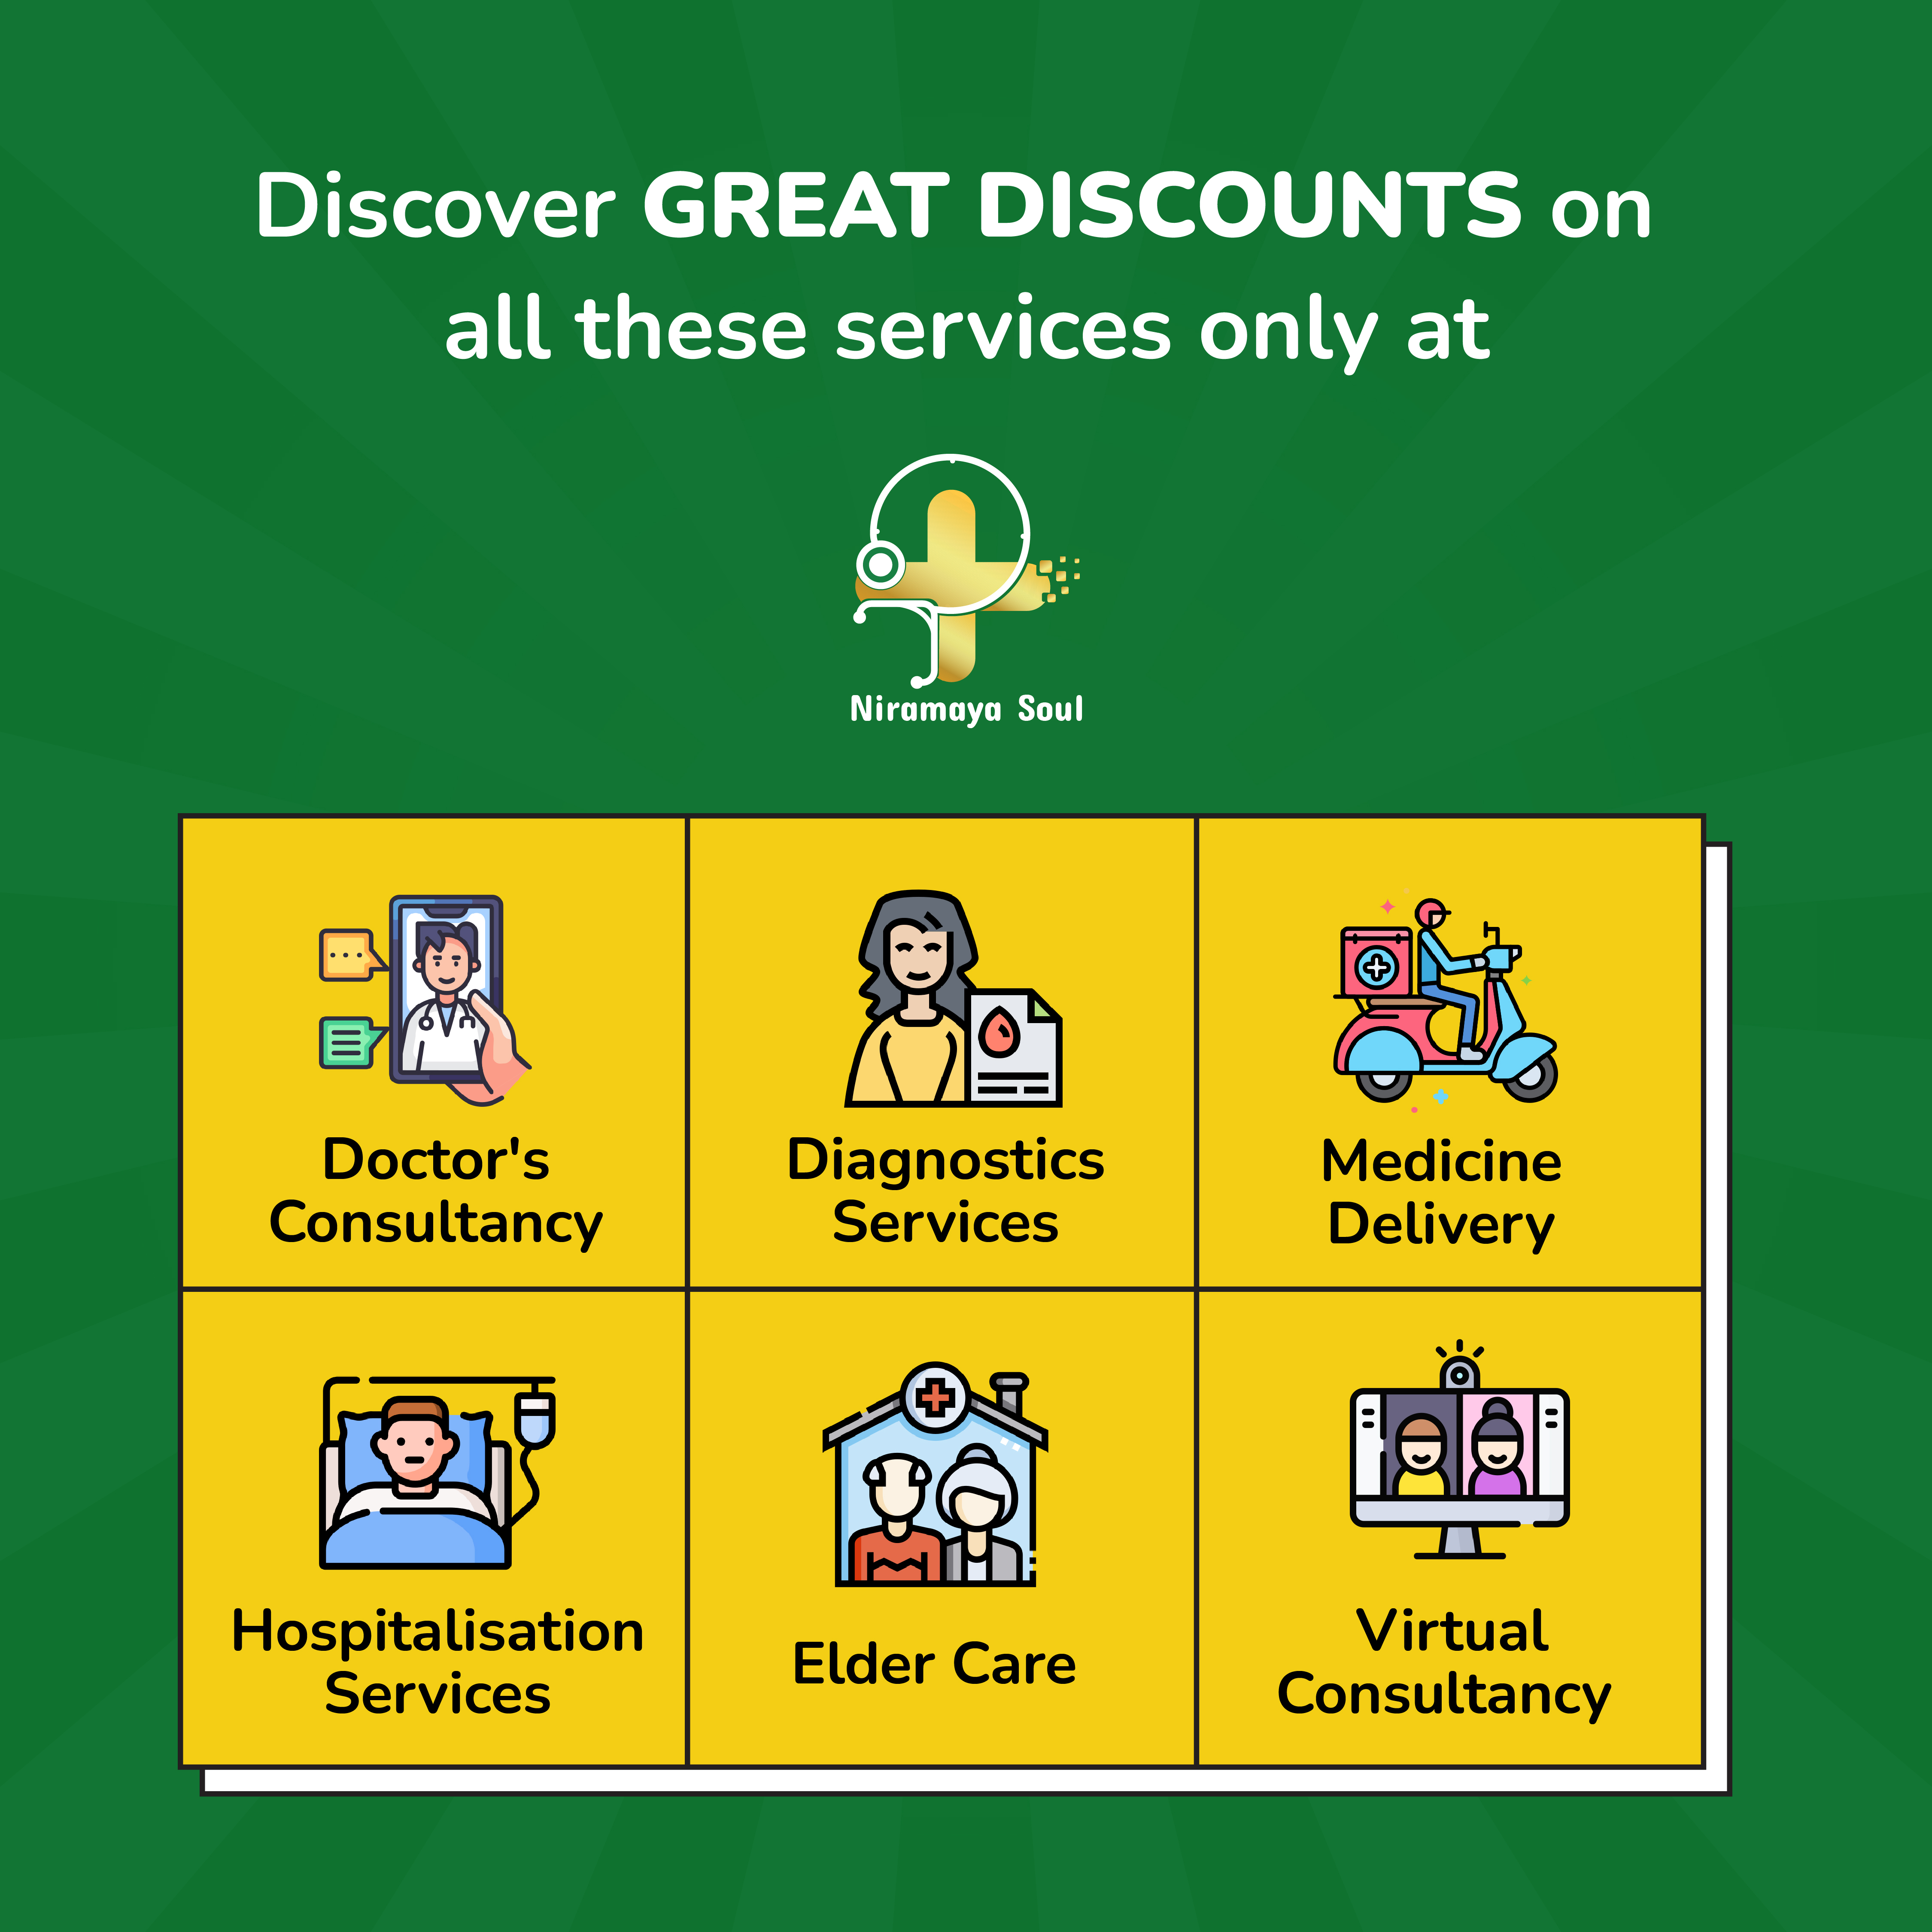 Discover GREAT DISCOUNTS on
all these services only at
Niramaya Soul
Doctor's
Consultancy
Diagnostics
Services
Medicine
Delivery
Hospitalisation
Services
Elder Care
Virtual
Consultancy